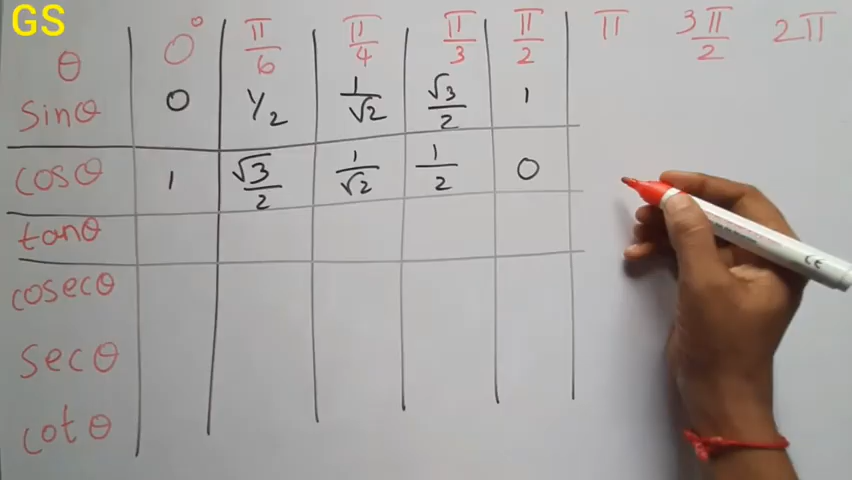 GS
θ 0° π/6 π/4 π/3 π/2 π 3π/2 2π
sinθ 0 1/2 1/√2 √3/2 1
cosθ 1 √3/2 1/√2 1/2 0
tanθ
cosecθ
secθ
cotθ
CE